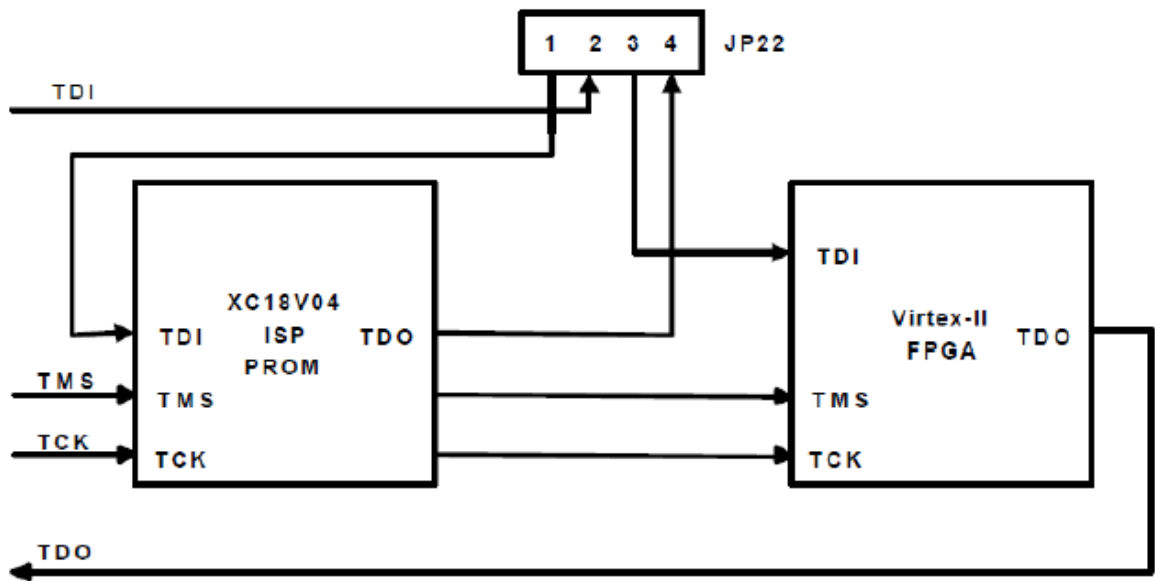 1 2 3 4 JP22
TDI
XC18V04
ISP
PROM
TDI
TDO
TMS
TMS
TCK
TCK
TDI
Virtex-II
FPGA
TDO
TMS
TCK
TDO